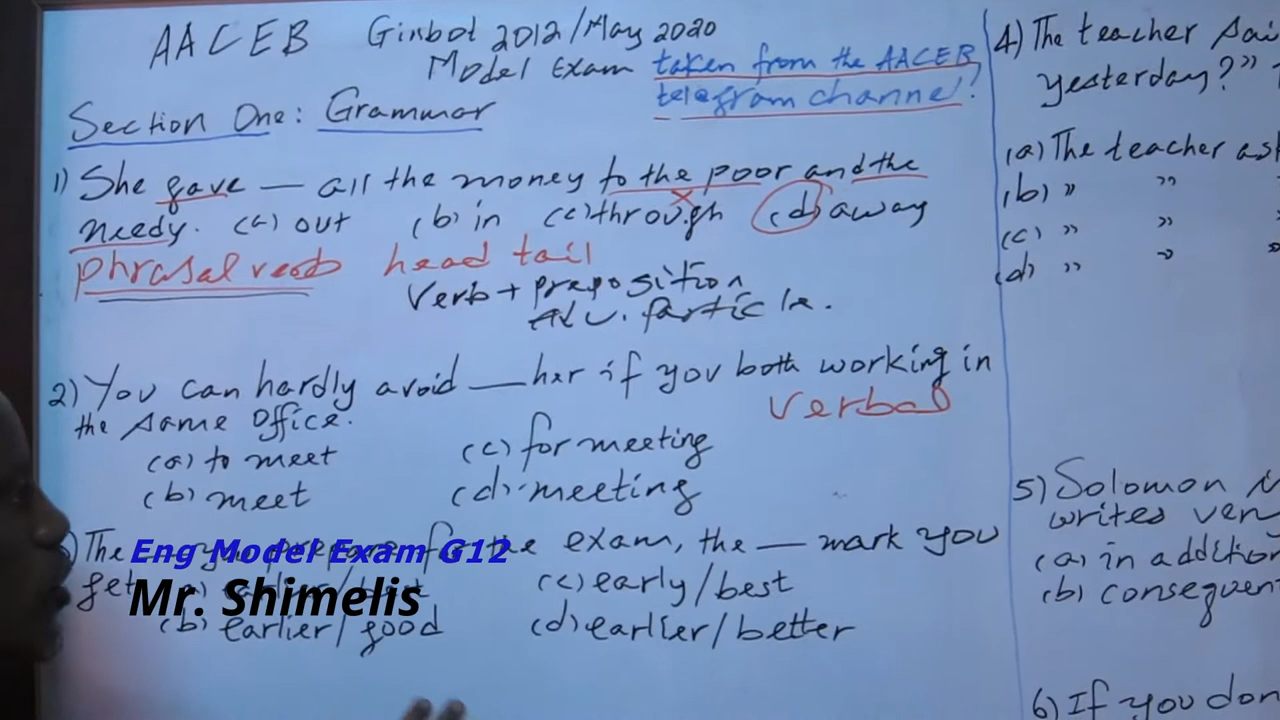 AACEB Ginbot 2012/May 2020
Model Exam taken from the AACEB
telegram channel!
Section One: Grammar
1) She gave — all the money to the poor and the
needy. (a) out (b) in (c) through (d) away
phrasal verb head tail
Verb + preposition
Adv. particle.
2) You can hardly avoid — her if you both working in
the same office.
Verbal
(a) to meet (c) for meeting
(b) meet (d) meeting
The exam, the — mark you
get (c) early/best
(b) earlier/good (d) earlier/better
Eng Model Exam G12
Mr. Shimelis
4) The teacher sai
yesterday?"
(a) The teacher ask
(b) " "
(c) " " "
(d) " " "
5) Solomon
writes ver
(a) in addition
(b) consequen
6) If you don